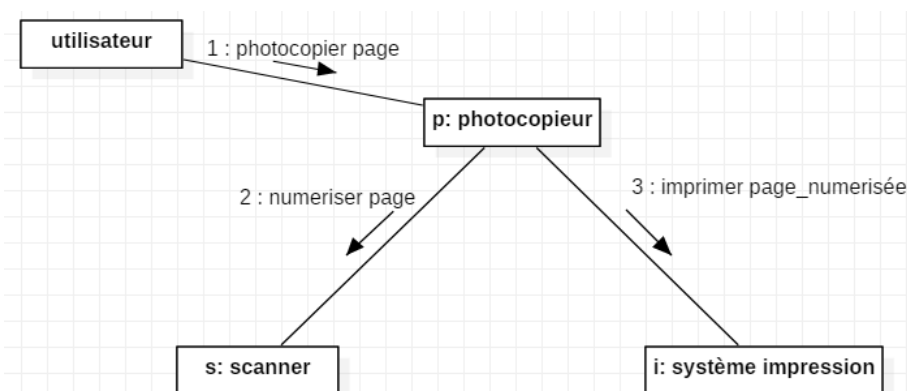 utilisateur
1 : photocopier page
p: photocopieur
2 : numeriser page
3 : imprimer page_numerisée
s: scanner
i: système impression